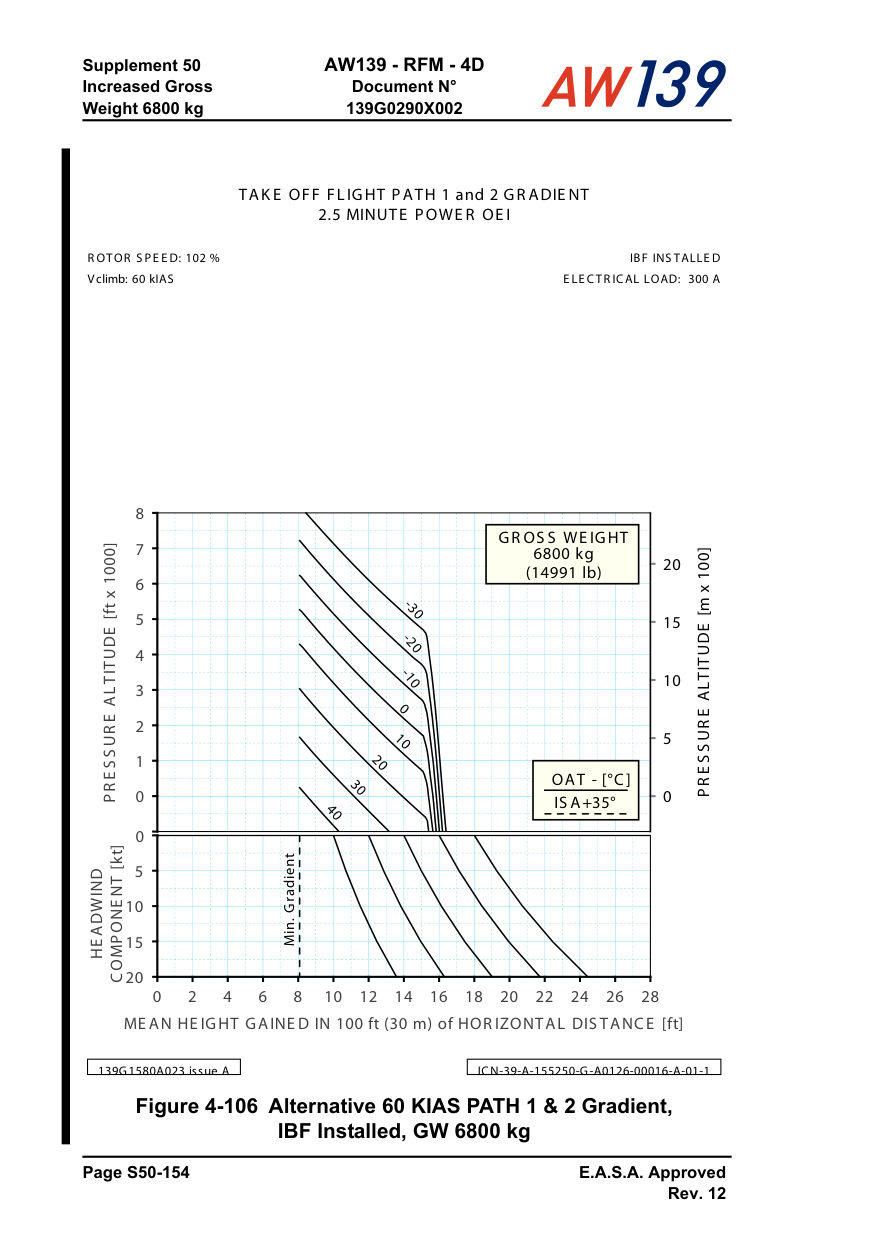 Supplement 50
Increased Gross
Weight 6800 kg
AW139 - RFM - 4D
Document N°
139G0290X002
AW139
TAKE OFF FLIGHT PATH 1 and 2 GRADIENT
2.5 MINUTE POWER OEI
ROTOR SPEED: 102 %
Vclimb: 60 kIAS
IBF INSTALLED
ELECTRICAL LOAD: 300 A
GROSS WEIGHT
6800 kg
(14991 lb)
PRESSURE ALTITUDE [ft x 1000]
8
7
6
5
4
3
2
1
0
-30
-20
-10
0
10
20
30
40
20
15
10
5
0
PRESSURE ALTITUDE [m x 100]
OAT - [°C]
ISA+35°
HEADWIND
COMPONENT [kt]
0
5
10
15
20
Min. Gradient
0 2 4 6 8 10 12 14 16 18 20 22 24 26 28
MEAN HEIGHT GAINED IN 100 ft (30 m) of HORIZONTAL DISTANCE [ft]
139G1580A023 issue A
ICN-39-A-155250-G-A0126-00016-A-01-1
Figure 4-106 Alternative 60 KIAS PATH 1 & 2 Gradient,
IBF Installed, GW 6800 kg
Page S50-154
E.A.S.A. Approved
Rev. 12